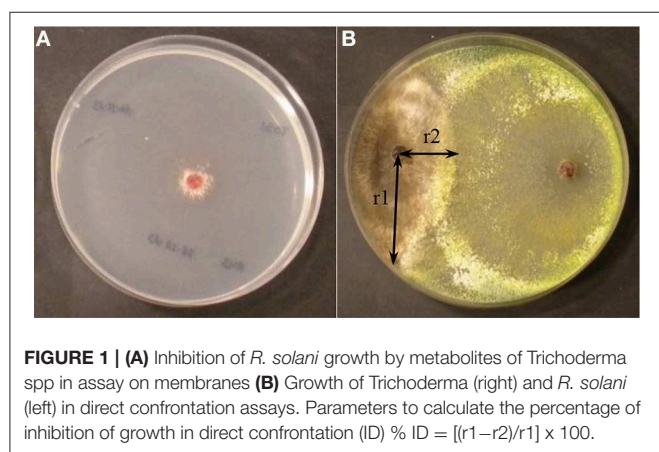 A
B
r2
r1
FIGURE 1 | (A) Inhibition of R. solani growth by metabolites of Trichoderma
spp in assay on membranes (B) Growth of Trichoderma (right) and R. solani
(left) in direct confrontation assays. Parameters to calculate the percentage of
inhibition of growth in direct confrontation (ID) % ID = [(r1−r2)/r1] x 100.